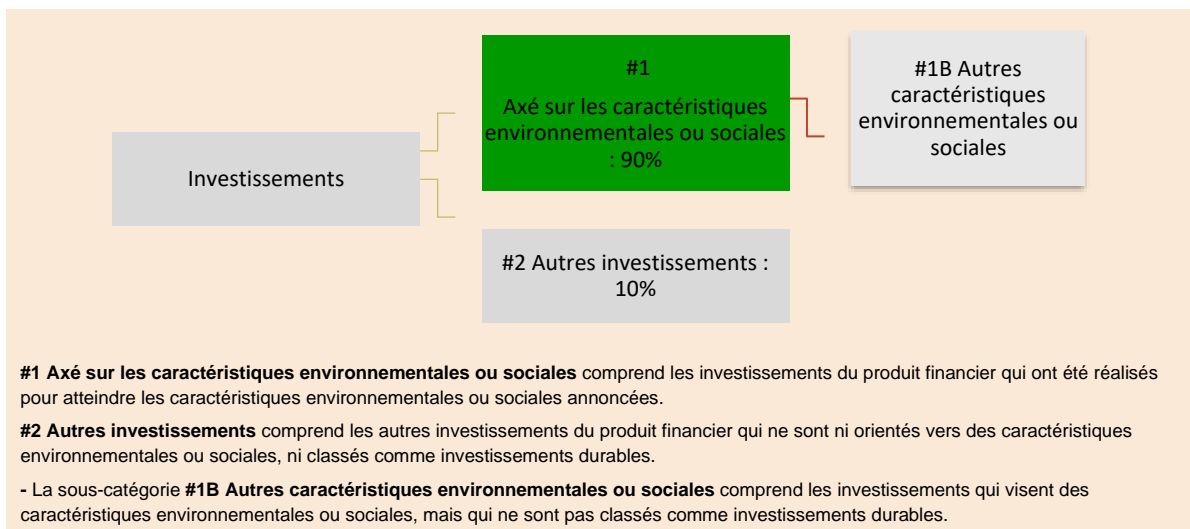 Investissements
#1
Axé sur les caractéristiques
environnementales ou sociales
: 90%
#1B Autres
caractéristiques
environnementales ou
sociales
#2 Autres investissements :
10%
#1 Axé sur les caractéristiques environnementales ou sociales comprend les investissements du produit financier qui ont été réalisés
pour atteindre les caractéristiques environnementales ou sociales annoncées.
#2 Autres investissements comprend les autres investissements du produit financier qui ne sont ni orientés vers des caractéristiques
environnementales ou sociales, ni classés comme investissements durables.
- La sous-catégorie #1B Autres caractéristiques environnementales ou sociales comprend les investissements qui visent des
caractéristiques environnementales ou sociales, mais qui ne sont pas classés comme investissements durables.